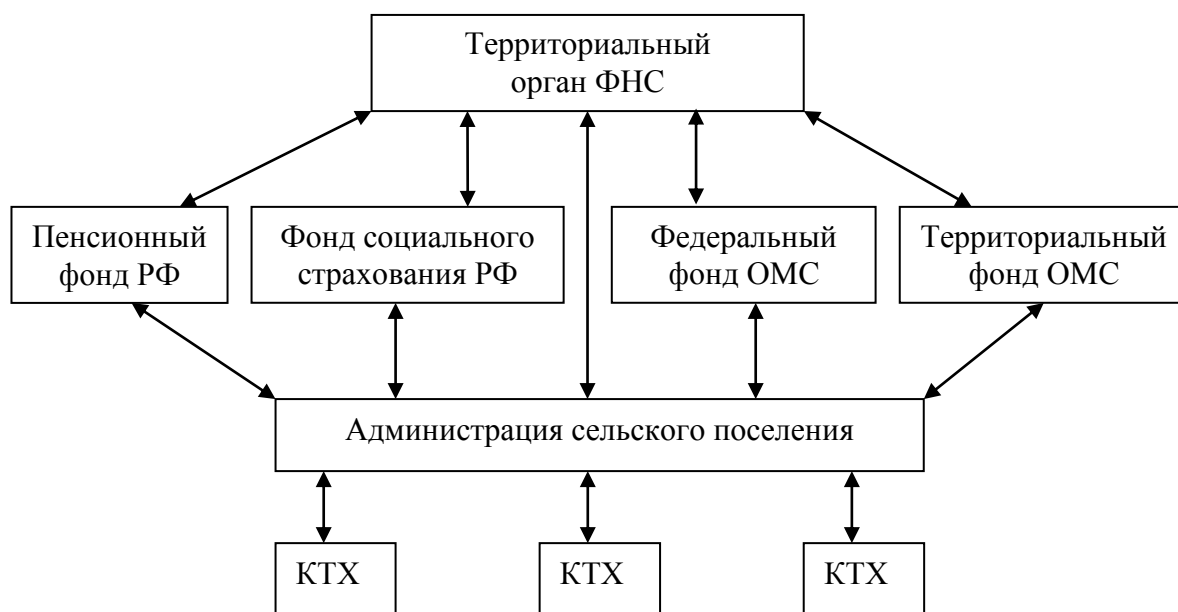 Территориальный
орган ФНС
Пенсионный
фонд РФ
Фонд социального
страхования РФ
Федеральный
фонд ОМС
Территориальный
фонд ОМС
Администрация сельского поселения
КТХ
КТХ
КТХ